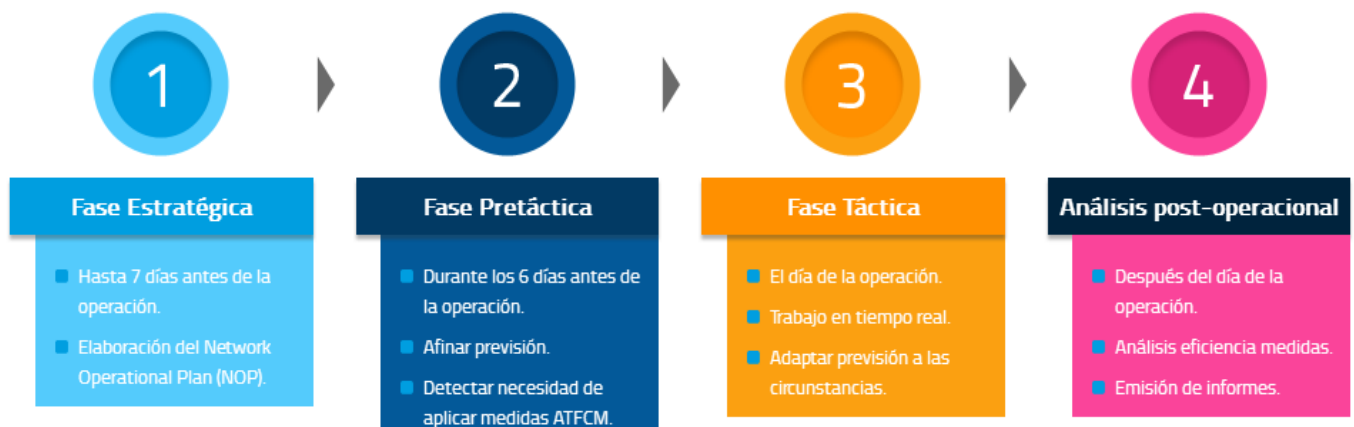 1
Fase Estratégica
Hasta 7 días antes de la
operación.
Elaboración del Network
Operational Plan (NOP).
2
Fase Pretáctica
Durante los 6 días antes de
la operación.
Afinar previsión.
Detectar necesidad de
aplicar medidas ATFCM.
3
Fase Táctica
El día de la operación.
Trabajo en tiempo real.
Adaptar previsión a las
circunstancias.
4
Análisis post-operacional
Después del día de la
operación.
Análisis eficiencia medidas.
Emisión de informes.